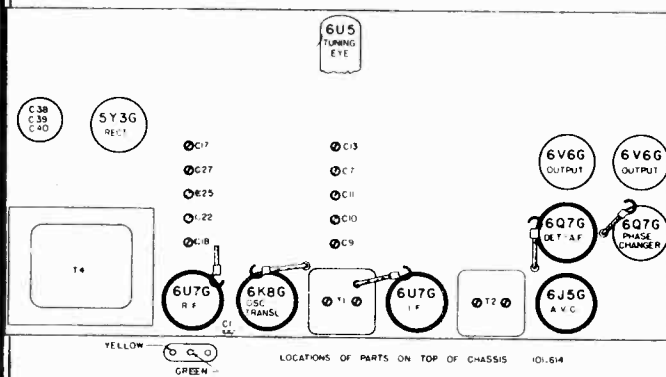 6U5
TUNING
EYE
C38
C39
C40
5Y3G
RECT.
C17
C27
C25
C22
C18
C13
C7
C11
C10
C9
6V6G
OUTPUT
6V6G
OUTPUT
6Q7G
DET-A.F.
6Q7G
PHASE
CHANGER
T4
6U7G
R.F.
C1
6K8G
OSC
TRANSL.
T1
6U7G
I.F.
T2
6J5G
A.V.C.
YELLOW
GREEN
LOCATIONS OF PARTS ON TOP OF CHASSIS 101.614